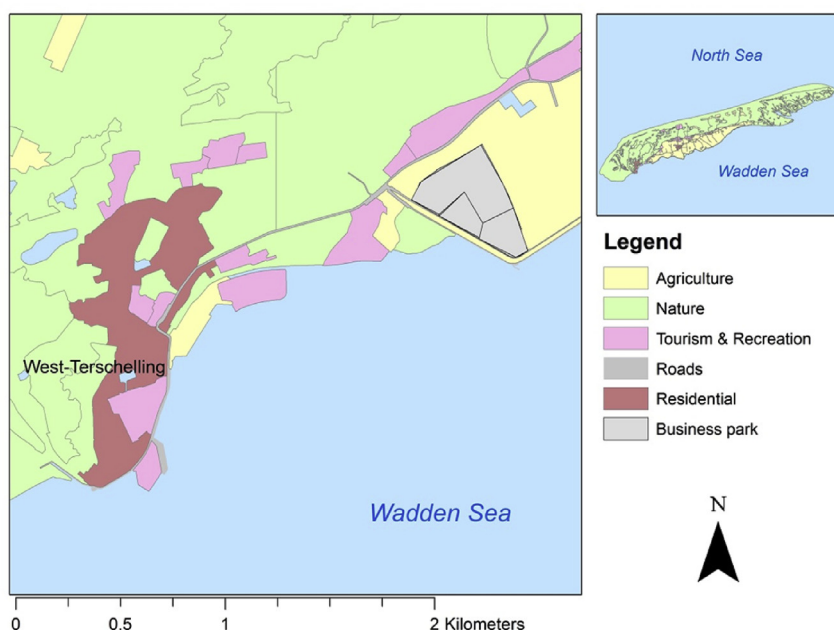 North Sea
Wadden Sea
Legend
Agriculture
Nature
Tourism & Recreation
Roads
Residential
Business park
West-Terschelling
Wadden Sea
N
0 0.5 1 2 Kilometers